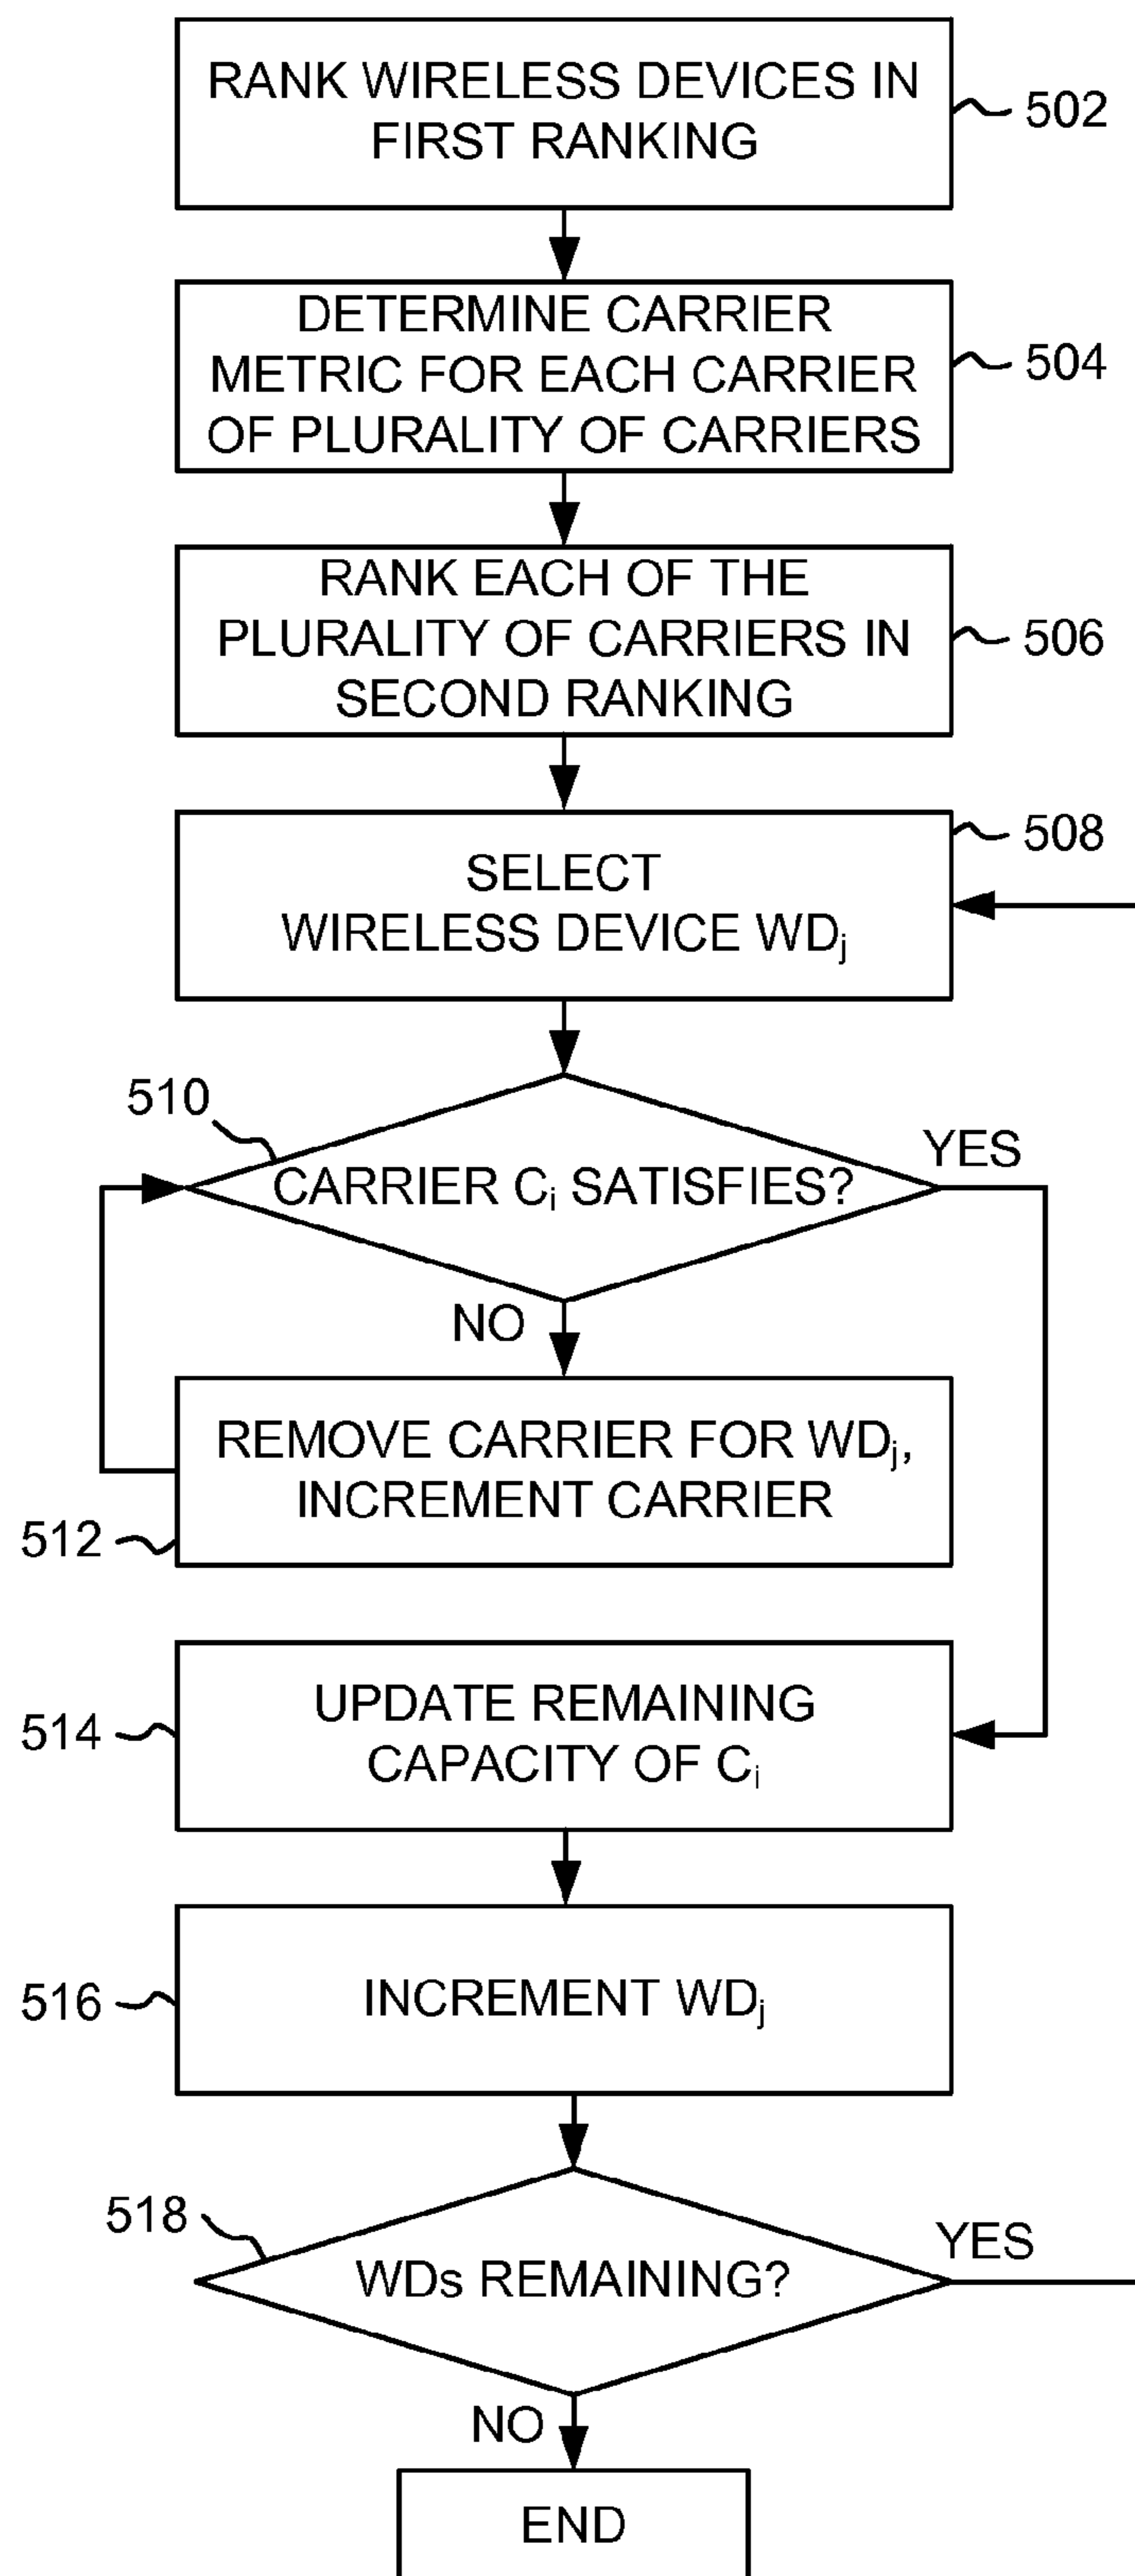 RANK WIRELESS DEVICES IN
FIRST RANKING
502
DETERMINE CARRIER
METRIC FOR EACH CARRIER
OF PLURALITY OF CARRIERS
504
RANK EACH OF THE
PLURALITY OF CARRIERS IN
SECOND RANKING
506
508
SELECT
WIRELESS DEVICE WDj
510
YES
CARRIER Ci SATISFIES?
NO
REMOVE CARRIER FOR WDj,
INCREMENT CARRIER
512
UPDATE REMAINING
CAPACITY OF Ci
514
INCREMENT WDj
516
518
YES
WDs REMAINING?
NO
END